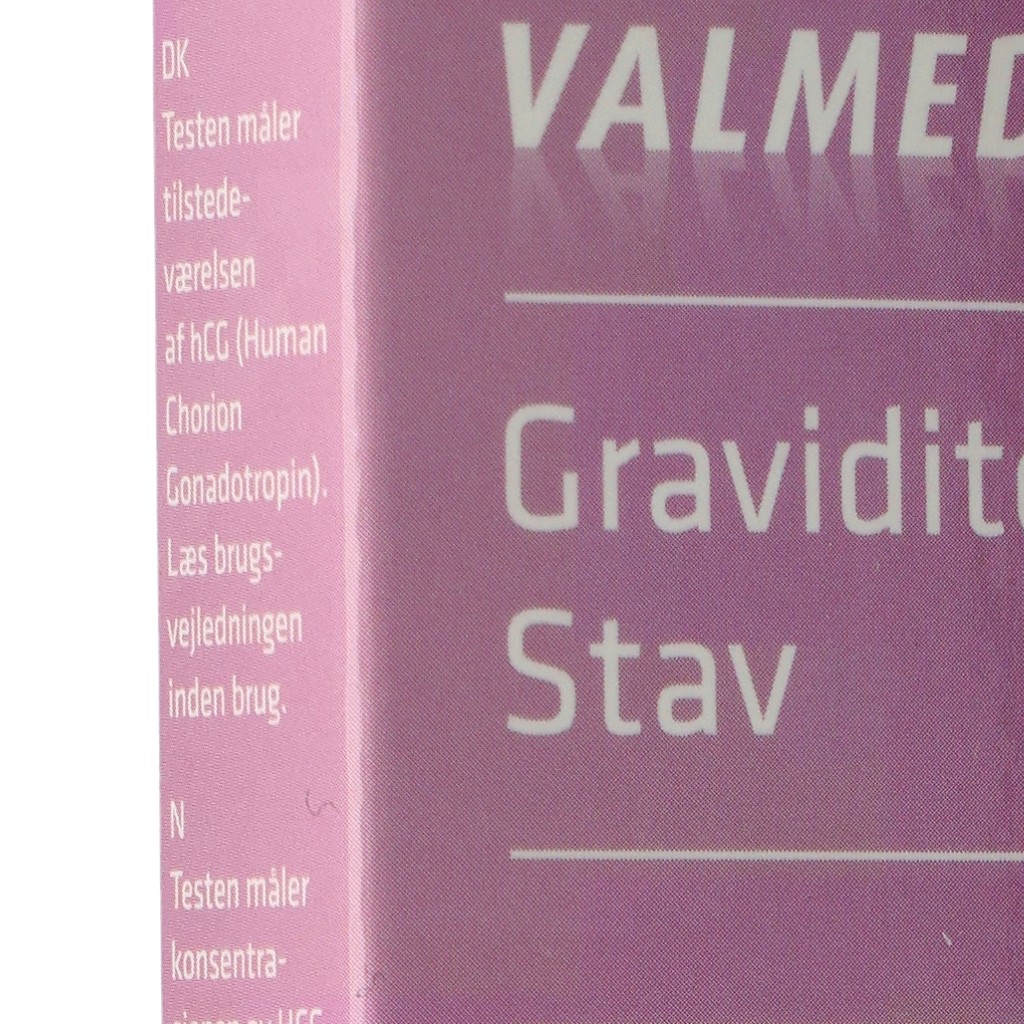 DK
Testen måler
tilstede-
værelsen
af hCG (Human
Chorion
Gonadotropin).
Læs brugs-
vejledningen
inden brug.
N
Testen måler
konsentra-
VALMED
Gravidit
Stav